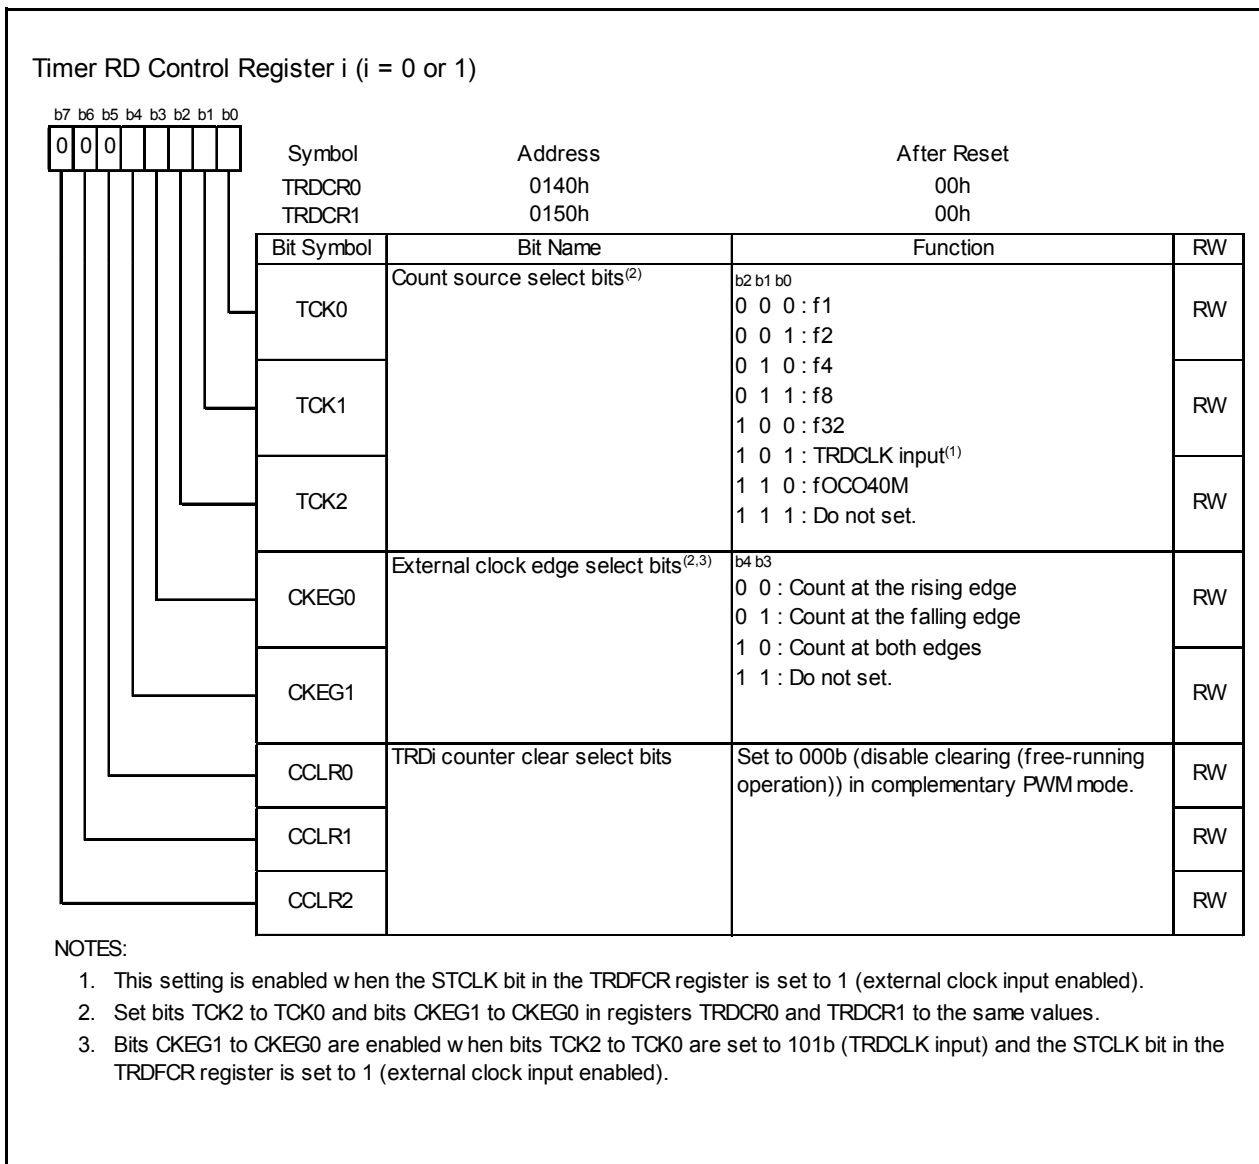 Timer RD Control Register i (i = 0 or 1)
b7 b6 b5 b4 b3 b2 b1 b0
0 0 0
Symbol Address After Reset
TRDCR0 0140h 00h
TRDCR1 0150h 00h
Bit Symbol Bit Name Function RW
TCK0 Count source select bits(2) b2 b1 b0 RW
0 0 0 : f1
0 0 1 : f2
0 1 0 : f4
TCK1 0 1 1 : f8 RW
1 0 0 : f32
1 0 1 : TRDCLK input(1)
TCK2 1 1 0 : fOCO40M RW
1 1 1 : Do not set.
CKEG0 External clock edge select bits(2,3) b4 b3 RW
0 0 : Count at the rising edge
0 1 : Count at the falling edge
1 0 : Count at both edges
CKEG1 1 1 : Do not set. RW
CCLR0 TRDi counter clear select bits Set to 000b (disable clearing (free-running RW
operation)) in complementary PWM mode.
CCLR1 RW
CCLR2 RW
NOTES:
1. This setting is enabled when the STCLK bit in the TRDFCR register is set to 1 (external clock input enabled).
2. Set bits TCK2 to TCK0 and bits CKEG1 to CKEG0 in registers TRDCR0 and TRDCR1 to the same values.
3. Bits CKEG1 to CKEG0 are enabled when bits TCK2 to TCK0 are set to 101b (TRDCLK input) and the STCLK bit in the
TRDFCR register is set to 1 (external clock input enabled).